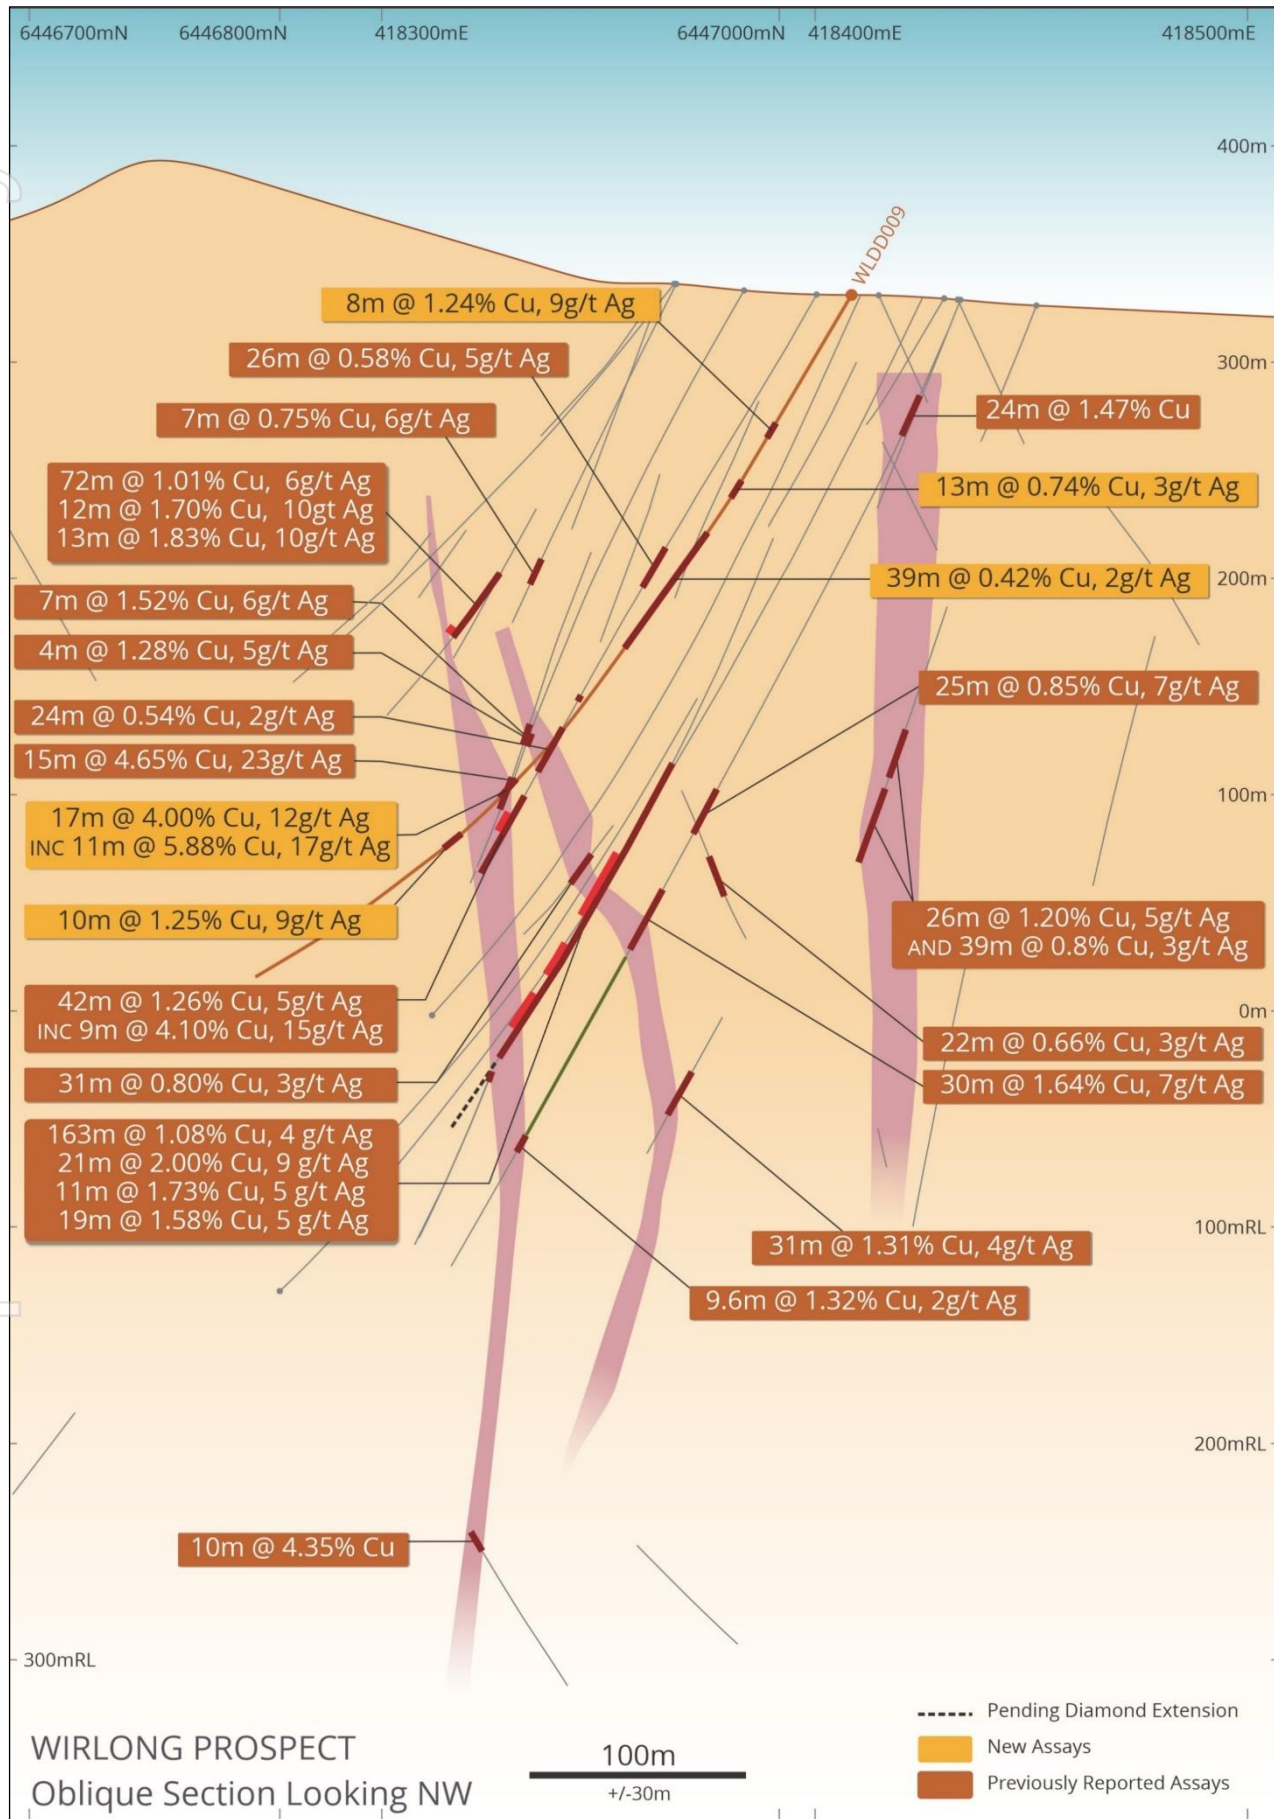 6446700mN 6446800mN 418300mE 6447000mN 418400mE 418500mE
400m
WLDD009
8m @ 1.24% Cu, 9g/t Ag
26m @ 0.58% Cu, 5g/t Ag
300m
7m @ 0.75% Cu, 6g/t Ag
24m @ 1.47% Cu
72m @ 1.01% Cu, 6g/t Ag
12m @ 1.70% Cu, 10gt Ag
13m @ 1.83% Cu, 10g/t Ag
13m @ 0.74% Cu, 3g/t Ag
39m @ 0.42% Cu, 2g/t Ag
200m
7m @ 1.52% Cu, 6g/t Ag
4m @ 1.28% Cu, 5g/t Ag
25m @ 0.85% Cu, 7g/t Ag
24m @ 0.54% Cu, 2g/t Ag
15m @ 4.65% Cu, 23g/t Ag
100m
17m @ 4.00% Cu, 12g/t Ag
INC 11m @ 5.88% Cu, 17g/t Ag
10m @ 1.25% Cu, 9g/t Ag
26m @ 1.20% Cu, 5g/t Ag
AND 39m @ 0.8% Cu, 3g/t Ag
42m @ 1.26% Cu, 5g/t Ag
INC 9m @ 4.10% Cu, 15g/t Ag
0m
22m @ 0.66% Cu, 3g/t Ag
31m @ 0.80% Cu, 3g/t Ag
30m @ 1.64% Cu, 7g/t Ag
163m @ 1.08% Cu, 4 g/t Ag
21m @ 2.00% Cu, 9 g/t Ag
11m @ 1.73% Cu, 5 g/t Ag
19m @ 1.58% Cu, 5 g/t Ag
100mRL
31m @ 1.31% Cu, 4g/t Ag
9.6m @ 1.32% Cu, 2g/t Ag
200mRL
10m @ 4.35% Cu
300mRL
WIRLONG PROSPECT
Oblique Section Looking NW
100m
+/-30m
Pending Diamond Extension
New Assays
Previously Reported Assays